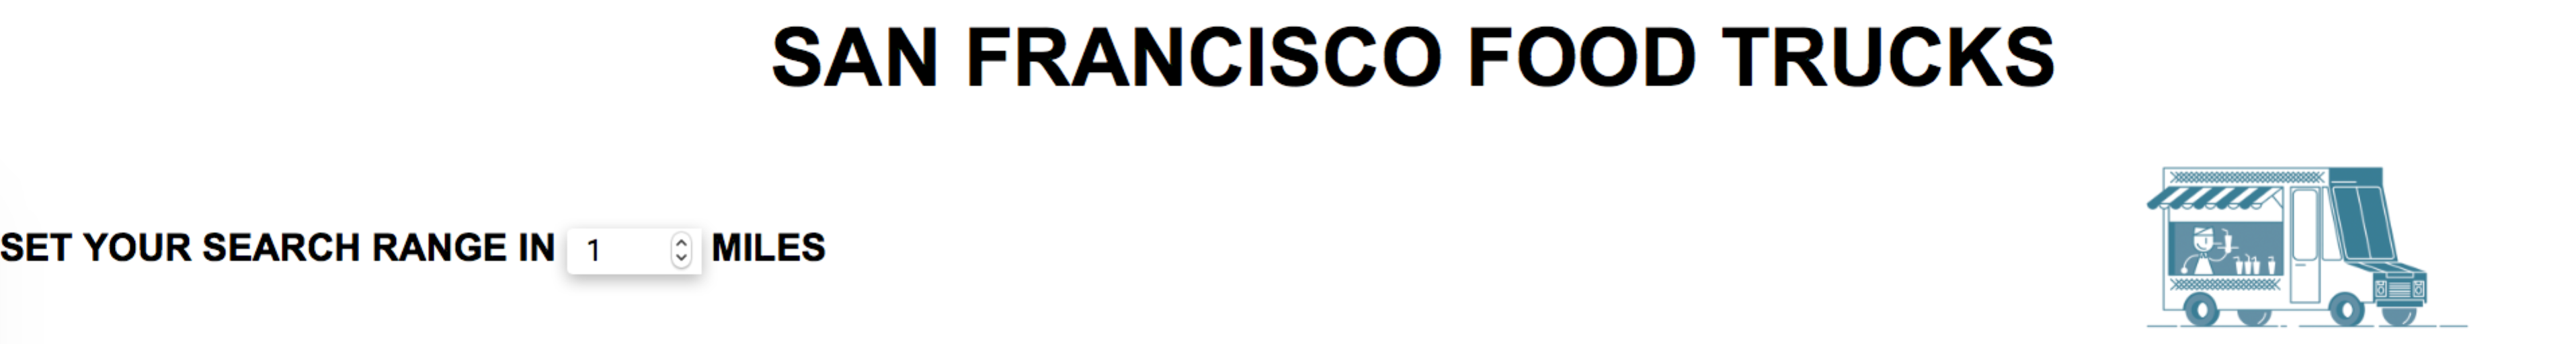 SAN FRANCISCO FOOD TRUCKS
SET YOUR SEARCH RANGE IN 1 MILES